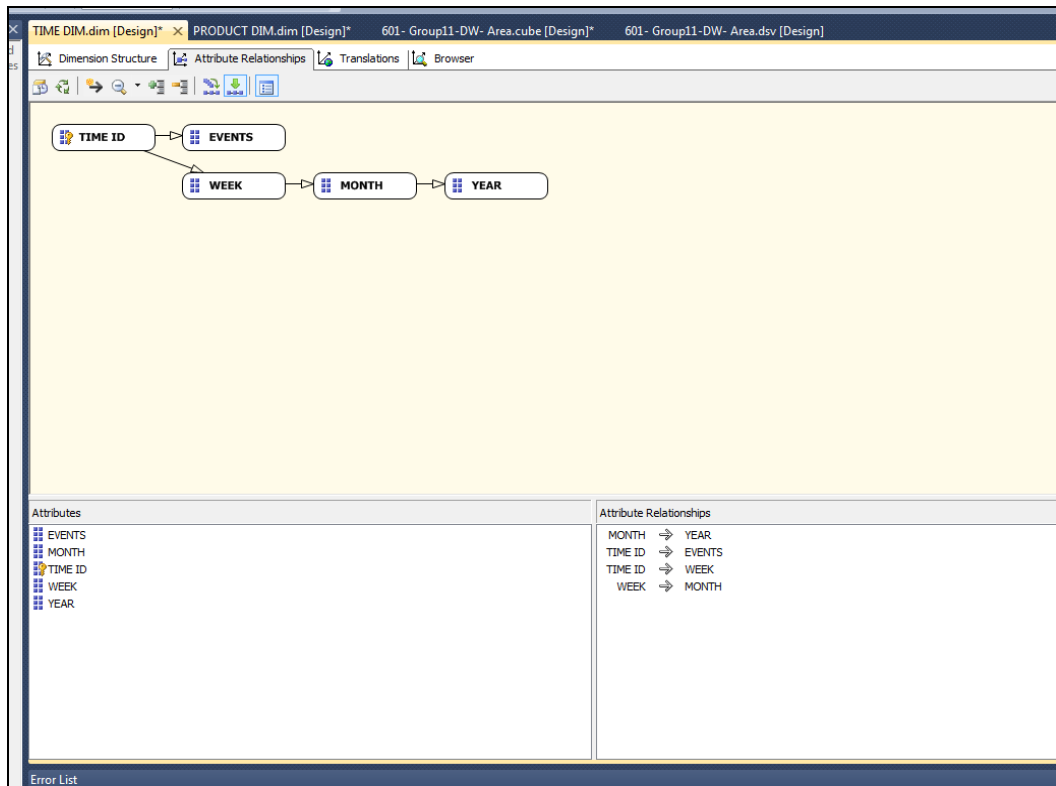 TIME DIM.dim [Design]* PRODUCT DIM.dim [Design]* 601- Group11-DW- Area.cube [Design]* 601- Group11-DW- Area.dsv [Design]
Dimension Structure Attribute Relationships Translations Browser
TIME ID EVENTS
WEEK MONTH YEAR
Attributes
EVENTS
MONTH
TIME ID
WEEK
YEAR
Attribute Relationships
MONTH YEAR
TIME ID EVENTS
TIME ID WEEK
WEEK MONTH
Error List